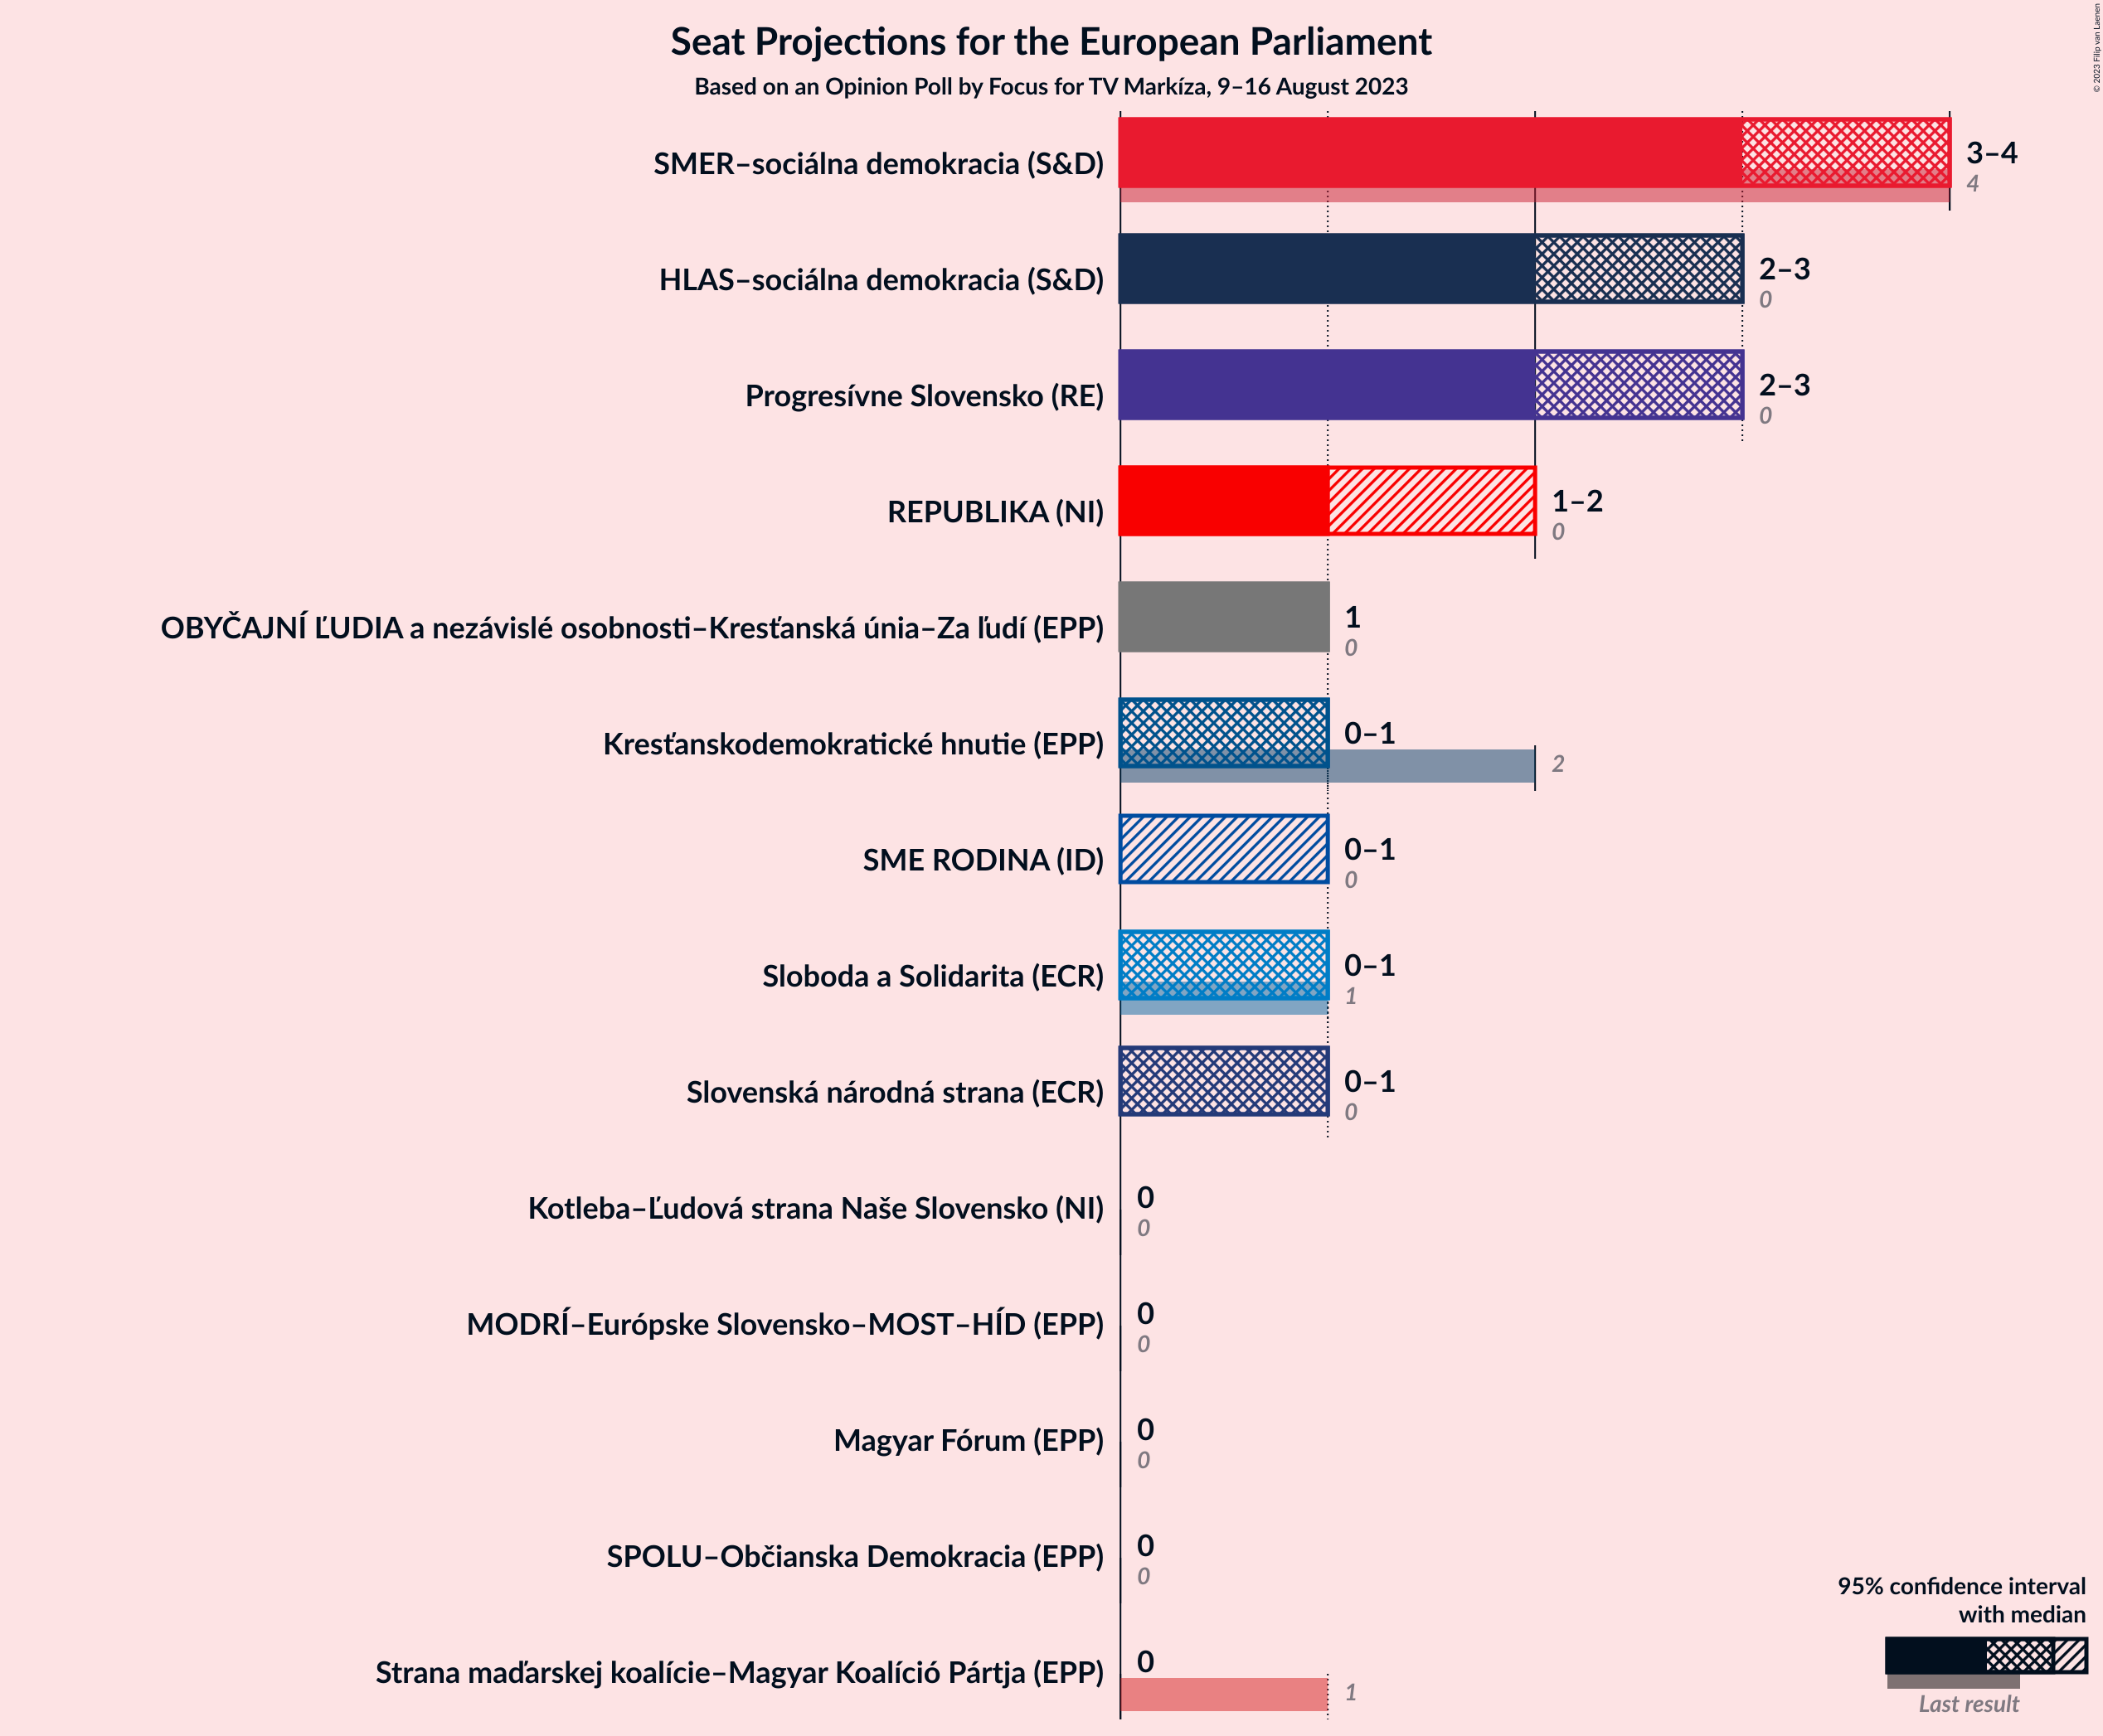 Seat Projections for the European Parliament
Based on an Opinion Poll by Focus for TV Markíza, 9–16 August 2023
© 2023 Filip van Laenen
SMER–sociálna demokracia (S&D)
3–4
4
HLAS–sociálna demokracia (S&D)
2–3
0
Progresívne Slovensko (RE)
2–3
0
REPUBLIKA (NI)
1–2
0
OBYČAJNÍ ĽUDIA a nezávislé osobnosti–Kresťanská únia–Za ľudí (EPP)
1
0
Kresťanskodemokratické hnutie (EPP)
0–1
2
SME RODINA (ID)
0–1
0
Sloboda a Solidarita (ECR)
0–1
1
Slovenská národná strana (ECR)
0–1
0
Kotleba–Ľudová strana Naše Slovensko (NI)
0
0
MODRÍ–Európske Slovensko–MOST–HÍD (EPP)
0
0
Magyar Fórum (EPP)
0
0
SPOLU–Občianska Demokracia (EPP)
0
0
Strana maďarskej koalície–Magyar Koalíció Pártja (EPP)
0
1
95% confidence interval
with median
Last result